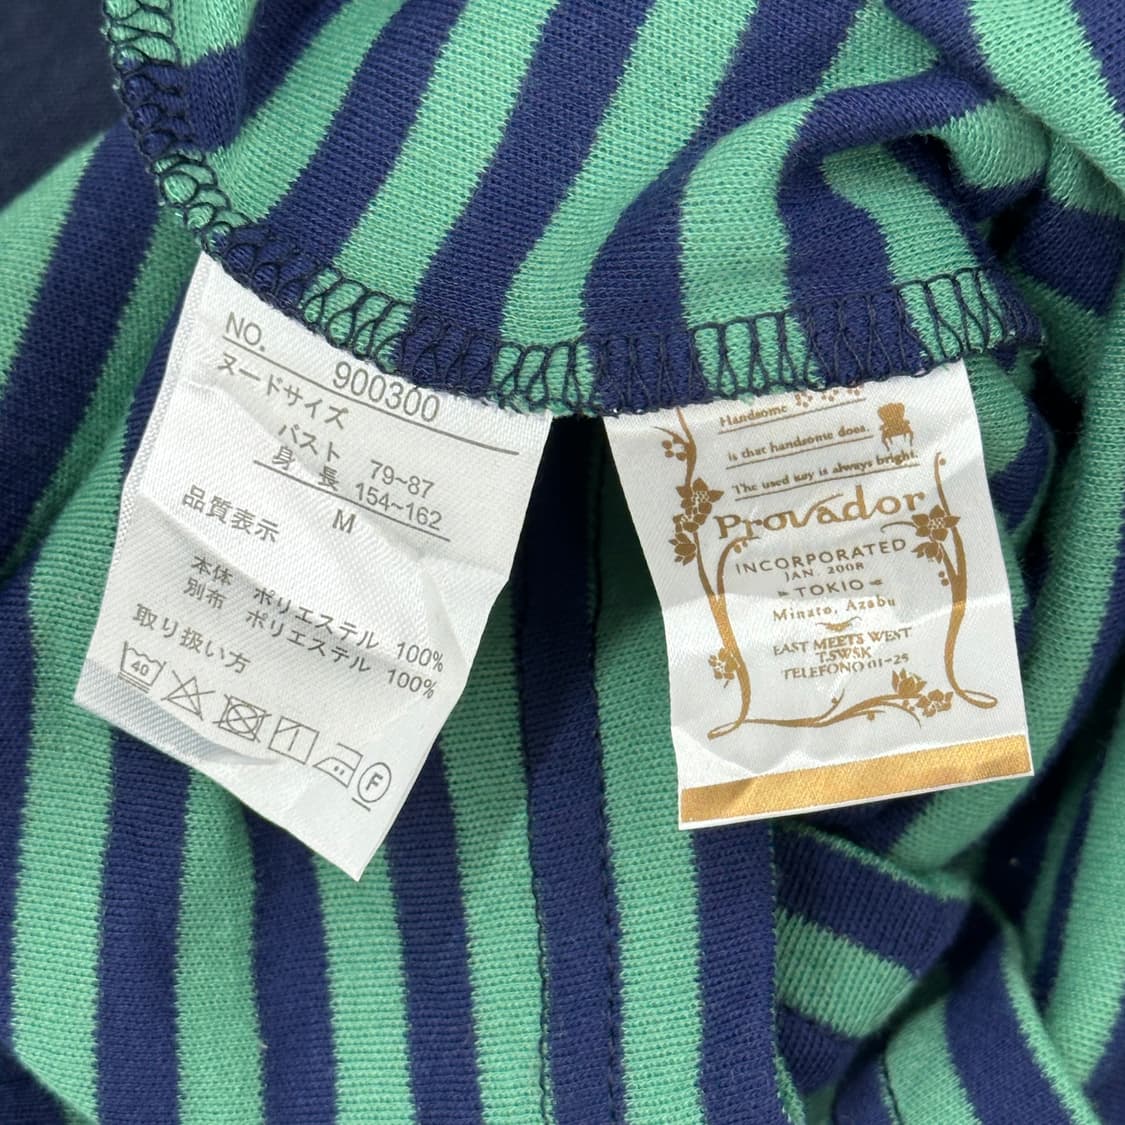 NO.
900300
ヌードサイズ
バスト 79~87
身 長 154~162
M
品質表示
本体 ポリエステル 100%
別布 ポリエステル 100%
取り扱い方
40
F
Handsome
is that handsome does.
The used key is always bright.
Provador
INCORPORATED
JAN. 2008
TOKIO
Minato, Azabu
EAST MEETS WEST
T.5W5K
TELEFONO 01-25